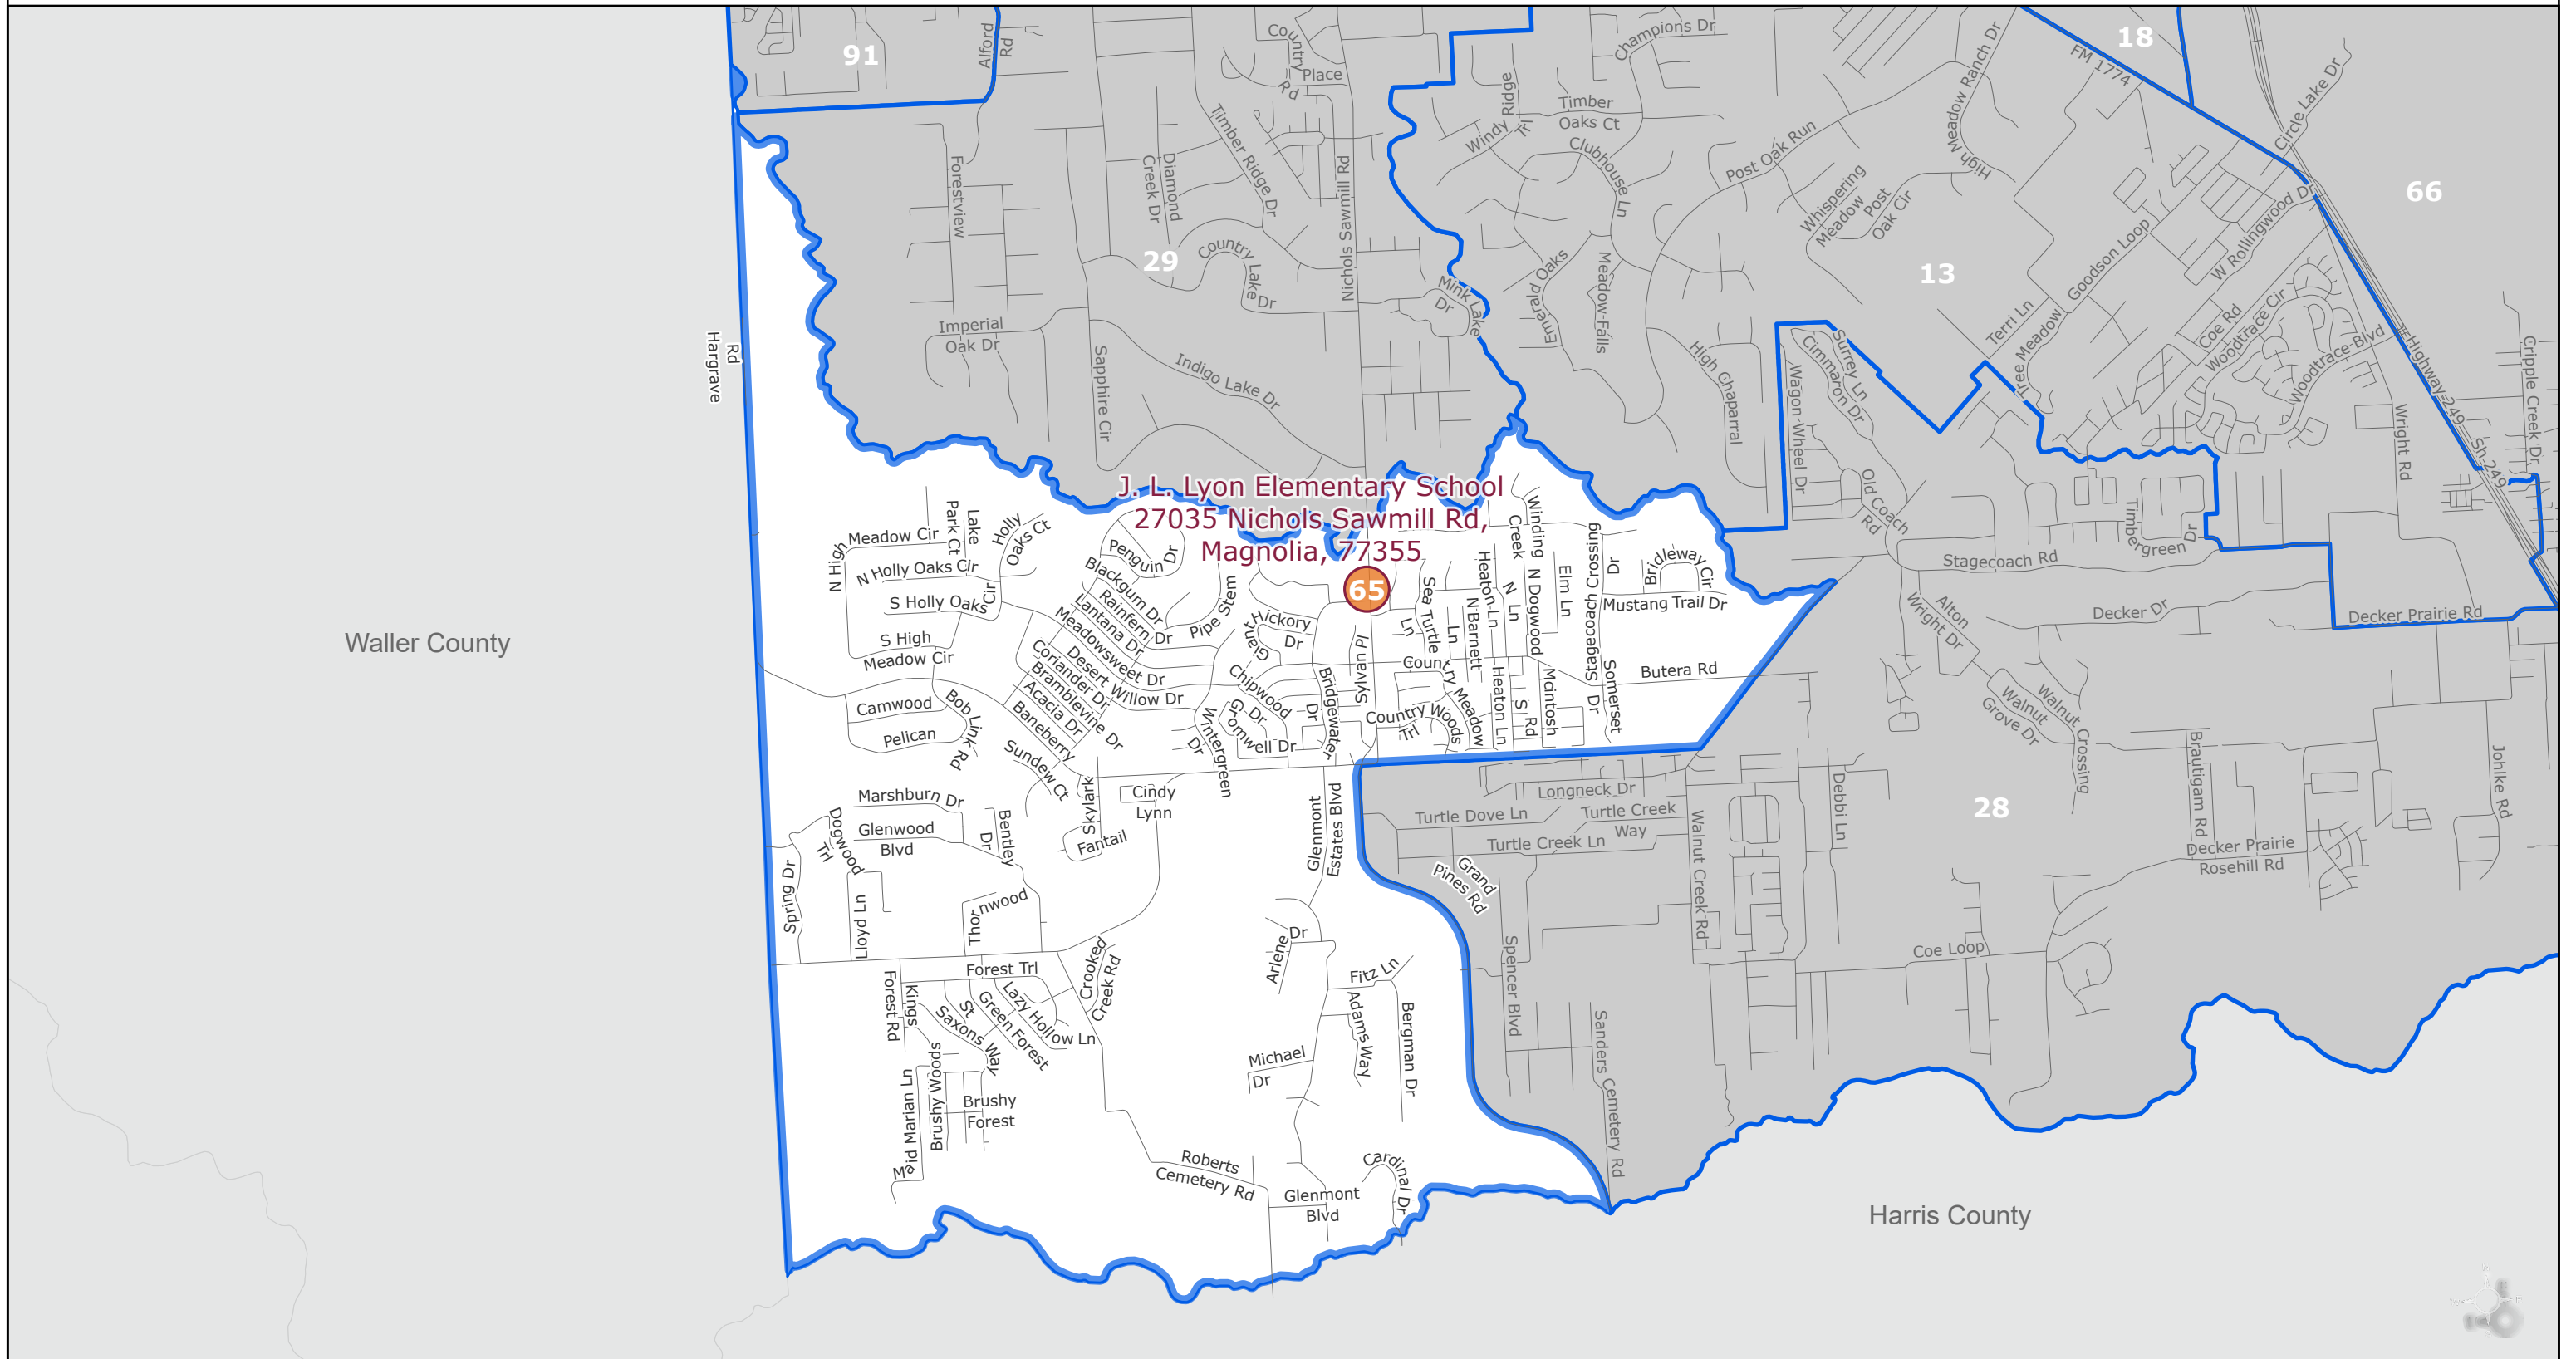 91
Alford
Rd
Country
Place
Rd
Champions Dr
18
FM 1774
Circle Lake Dr
66
High Meadow Ranch Dr
Windy Ridge
Trl
Timber
Oaks Ct
Clubhouse Ln
Post Oak Run
Whispering
Meadow
Post
Oak Cir
Forestview
Diamond
Creek Dr
Timber Ridge Dr
Nichols Sawmill Rd
29
Country
Lake
Dr
Mink Lake
Dr
Emerald Oaks
Meadow-Falls
13
Goodson Loop
W Rollingwood Dr
Terri Ln
Tree Meadow
Coe Rd
Woodtrace Cir
Woodtrace-Blvd
Highway-249
Sh 249
Cripple Creek Dr
Wright Rd
Hargrave
Rd
Imperial
Oak Dr
Sapphire Cir
Indigo Lake Dr
High Chaparral
Wagon-Wheel Dr
Surrey Ln
Cimmaron Dr
Old Coach
Rd
Timbergreen Dr
J. L. Lyon Elementary School
27035 Nichols Sawmill Rd,
Magnolia, 77355
65
N High
Meadow Cir
Lake
Park Ct
Holly
Oaks Ct
N Holly Oaks Cir
S Holly Oaks
Cir
S High
Meadow Cir
Penguin
Dr
Blackgum Dr
Rainfern Dr
Lantana Dr
Meadowsweet Dr
Desert Willow Dr
Coriander Dr
Bramblevine Dr
Acacia Dr
Baneberry
Pipe Stem
Hickory
Dr
Giant
Chipwood
Dr
Gromwell Dr
Bridgewater
Dr
Sylvan Rd
Sea Turtle
Ln
Country Meadow
Country Woods
Trl
N Barnett
Ln
Heaton Ln
N
Ln
Heaton Ln
S
Rd
Winding
Creek
N Dogwood
Elm Ln
Mcintosh
Stagecoach Crossing
Dr
Dr
Somerset
Bridleway Cir
Mustang Trail Dr
Butera Rd
Stagecoach Rd
Alton
Wright Dr
Decker Dr
Decker Prairie Rd
Waller County
Camwood
Bob Link
Rd
Pelican
Sundew Ct
Wintergreen
Dr
Marshburn Dr
Glenwood
Blvd
Dogwood
Trl
Bentley
Dr
Skylark
Fantail
Cindy
Lynn
Glenmont
Estates Blvd
Longneck Dr
Turtle Dove Ln
Turtle Creek
Way
Turtle Creek Ln
Grand
Pines Rd
Walnut Creek Rd
Debbi Ln
28
Walnut
Grove Dr
Walnut
Crossing
Brautigam Rd
Decker Prairie
Rosehill Rd
Johlke Rd
Spring Dr
Lloyd Ln
Thornwood
Forest Trl
Crooked
Creek Rd
Arlene
Dr
Fitz Ln
Spencer Blvd
Coe Loop
Forest Rd
Kings
Saxons Way
St
Green Forest
Lazy Hollow Ln
Adams Way
Bergman Dr
Michael
Dr
Sanders Cemetery Rd
Maid Marian Ln
Brushy Woods
Brushy
Forest
Roberts
Cemetery Rd
Glenmont
Blvd
Cardinal Dr
Harris County